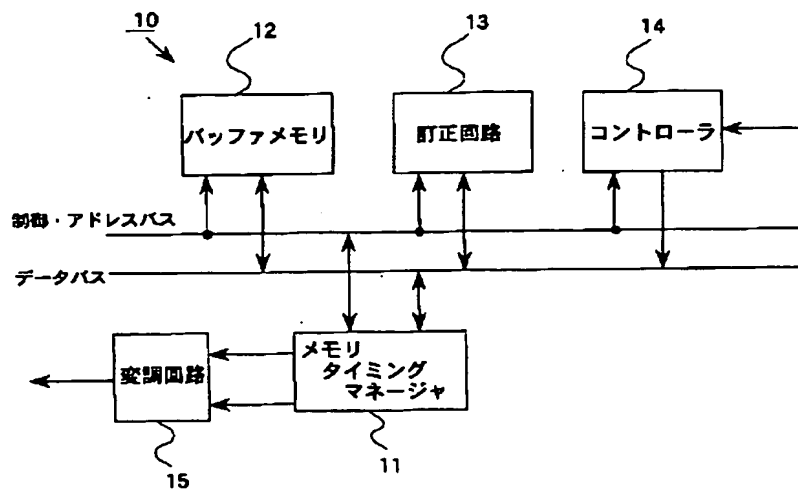 10
12
13
14
バッファメモリ
訂正回路
コントローラ
制御・アドレスバス
データバス
変調回路
メモリ
タイミング
マネージャ
15
11